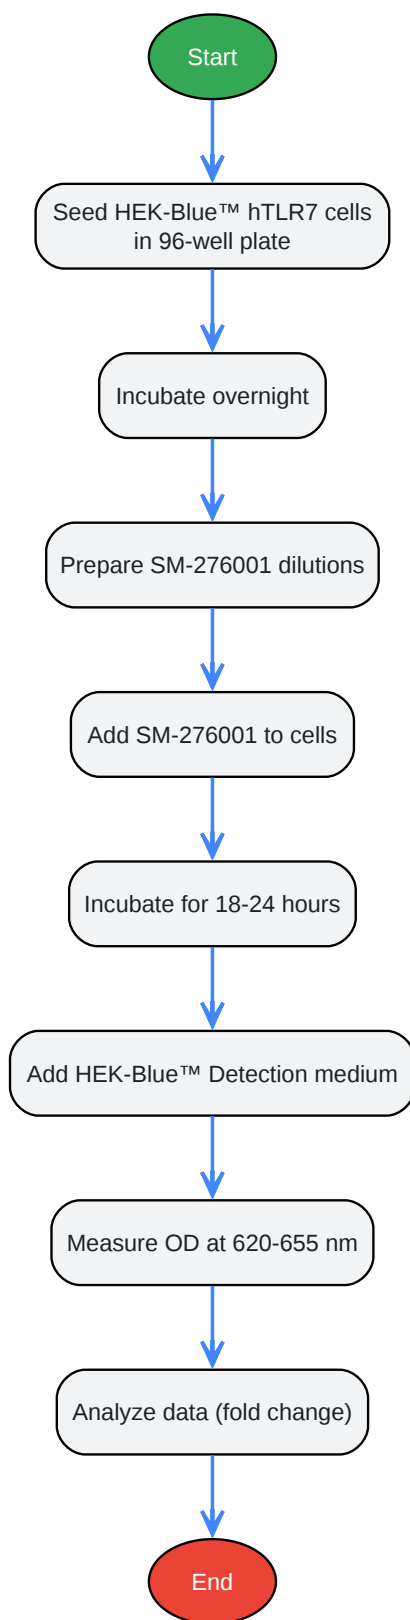 Start
Seed HEK-Blue™ hTLR7 cells
in 96-well plate
Incubate overnight
Prepare SM-276001 dilutions
Add SM-276001 to cells
Incubate for 18-24 hours
Add HEK-Blue™ Detection medium
Measure OD at 620-655 nm
Analyze data (fold change)
End